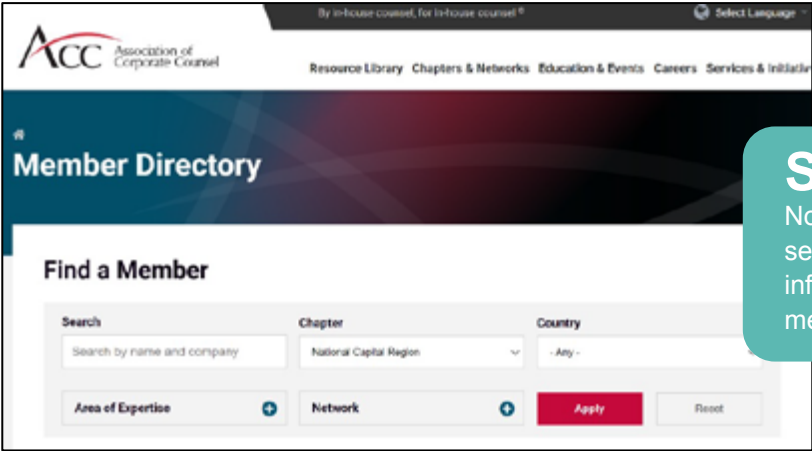 By in-house counsel, for in-house counsel ®
Select Language
ACC Association of
Corporate Counsel
Resource Library Chapters & Networks Education & Events Careers Services & Initiativ
Member Directory
Find a Member
Search
Chapter
Country
Search by name and company
National Capital Region
- Any -
Area of Expertise
Network
Apply
Reset
S
No
se
inf
me